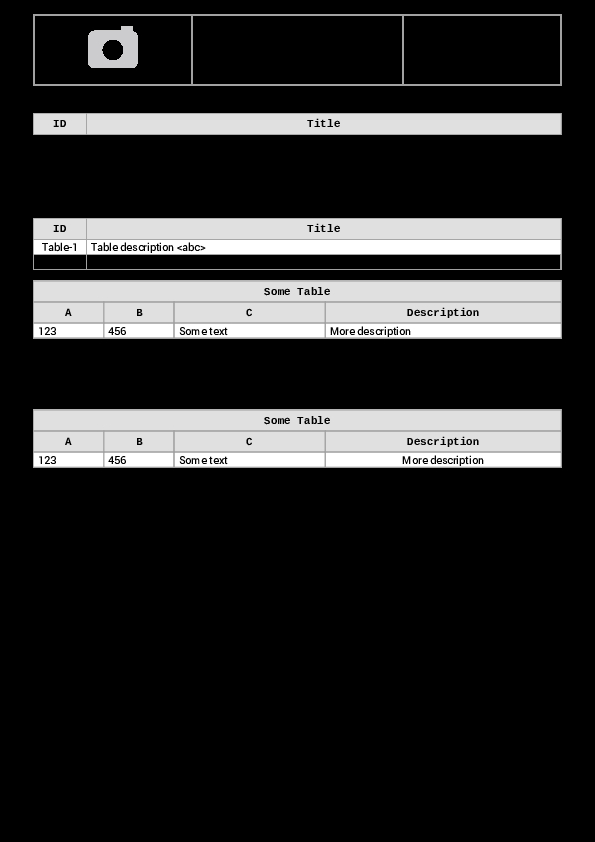 ID Title
ID Title
Table-1 Table description <abc>
Some Table
A B C Description
123 456 Some text More description
Some Table
A B C Description
123 456 Some text More description